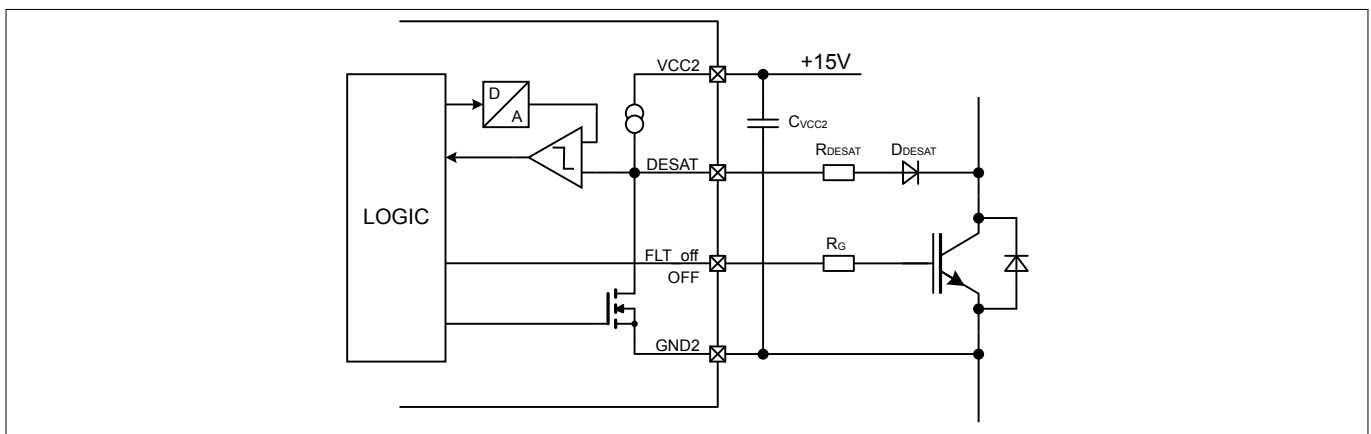 VCC2
+15V
D
A
CVCC2
RDESAT
DDESAT
DESAT
LOGIC
FLT_off
RG
OFF
GND2